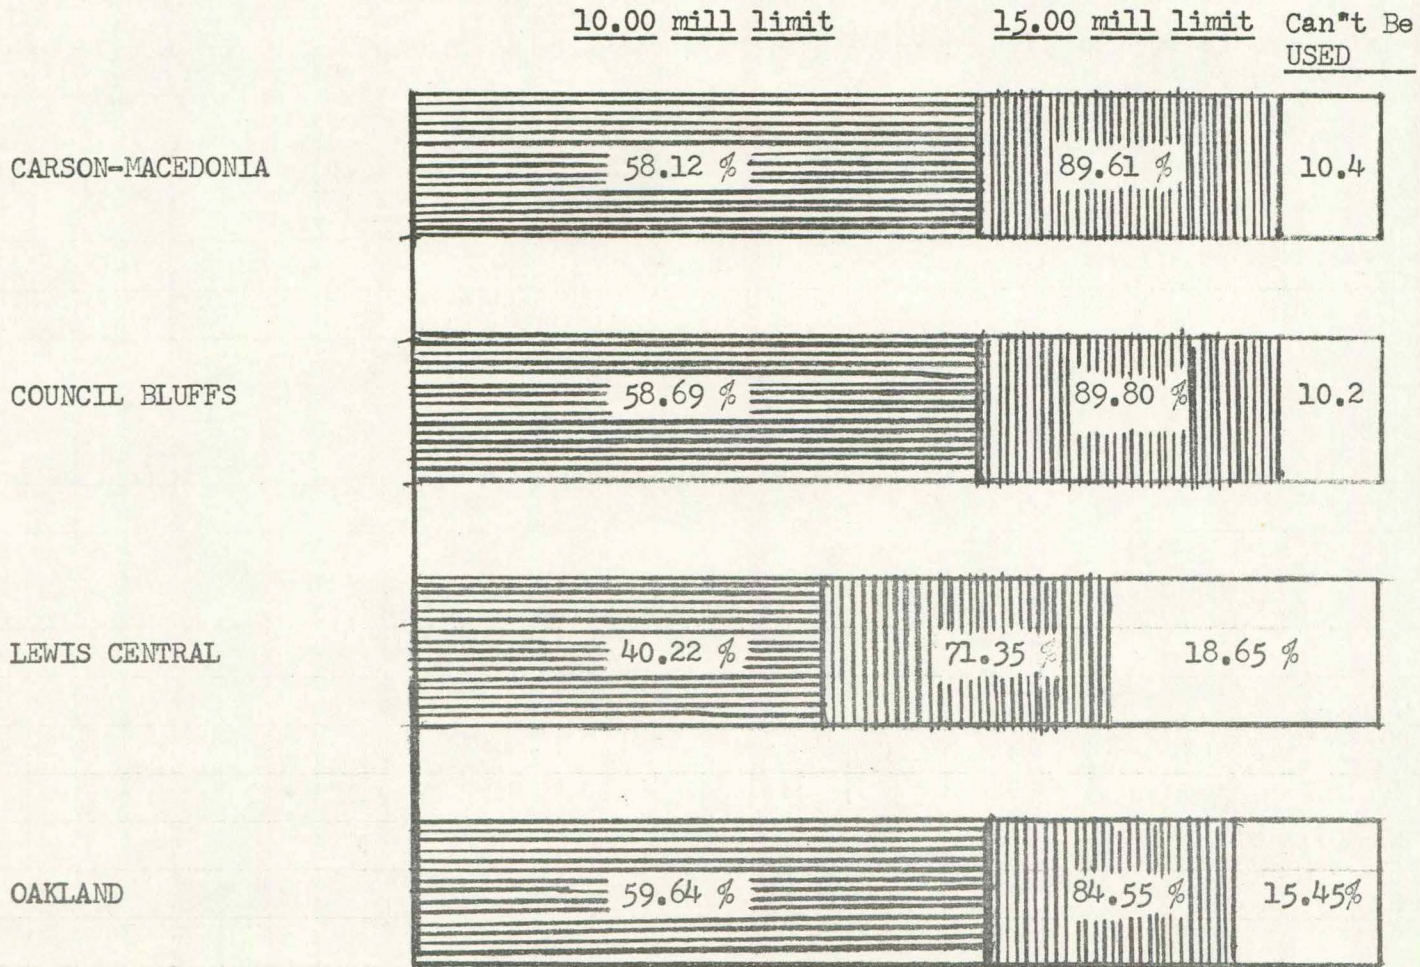 10.00 mill limit 15.00 mill limit Can"t Be
USED
CARSON-MACEDONIA 58.12 % 89.61 % 10.4
COUNCIL BLUFFS 58.69 % 89.80 % 10.2
LEWIS CENTRAL 40.22 % 71.35 % 18.65 %
OAKLAND 59.64 % 84.55 % 15.45%